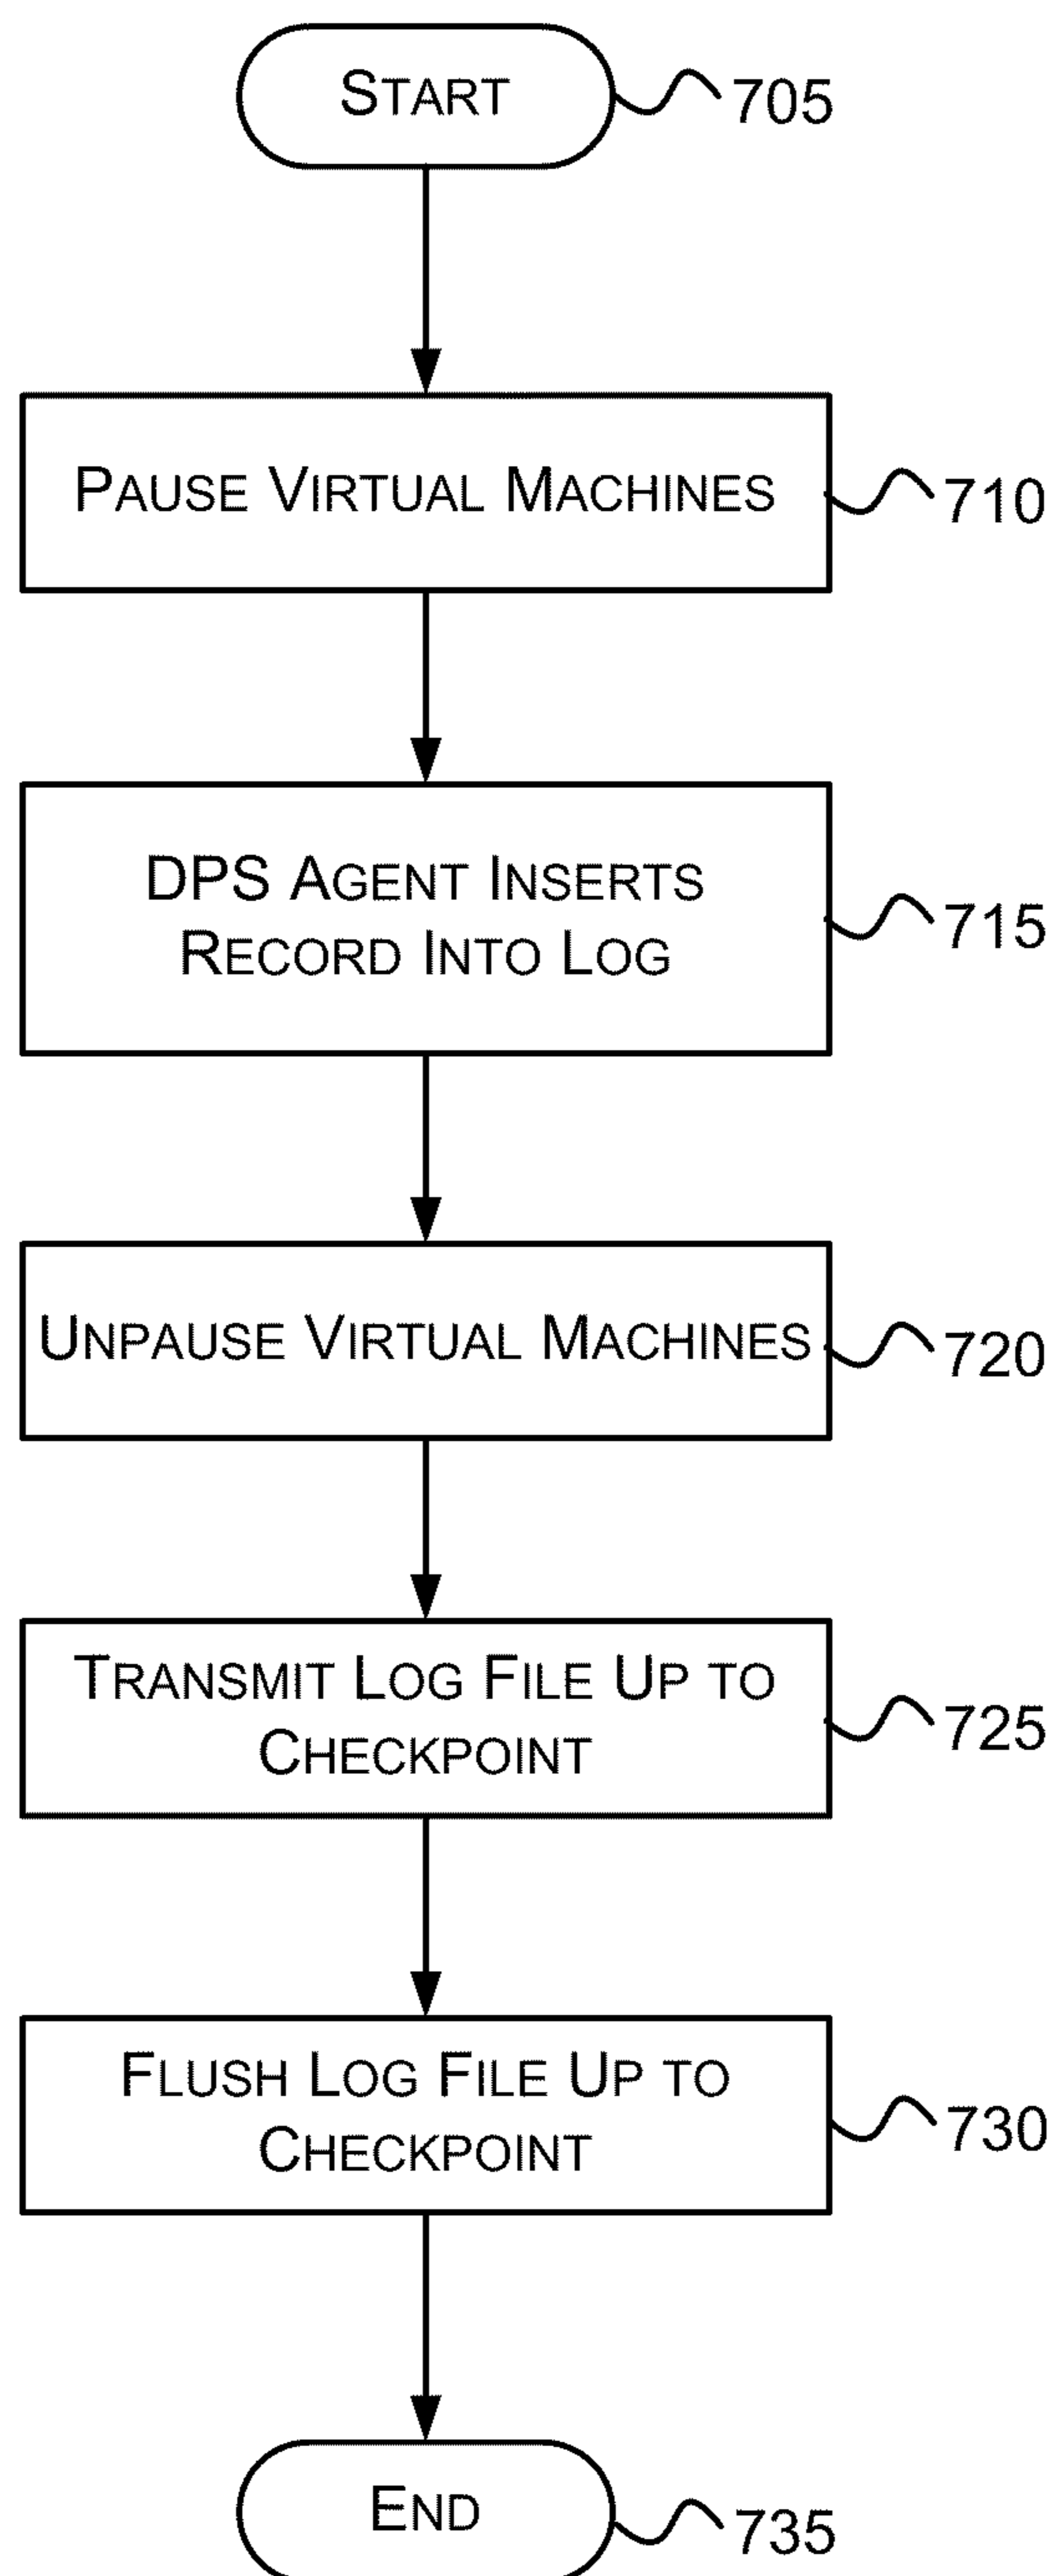 START
705
PAUSE VIRTUAL MACHINES
710
DPS AGENT INSERTS
RECORD INTO LOG
715
UNPAUSE VIRTUAL MACHINES
720
TRANSMIT LOG FILE UP TO
CHECKPOINT
725
FLUSH LOG FILE UP TO
CHECKPOINT
730
END
735